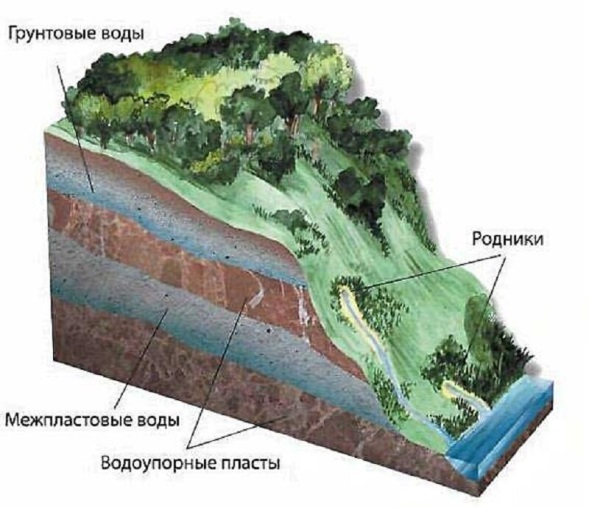 Грунтовые воды
Родники
Межпластовые воды
Водоупорные пласты